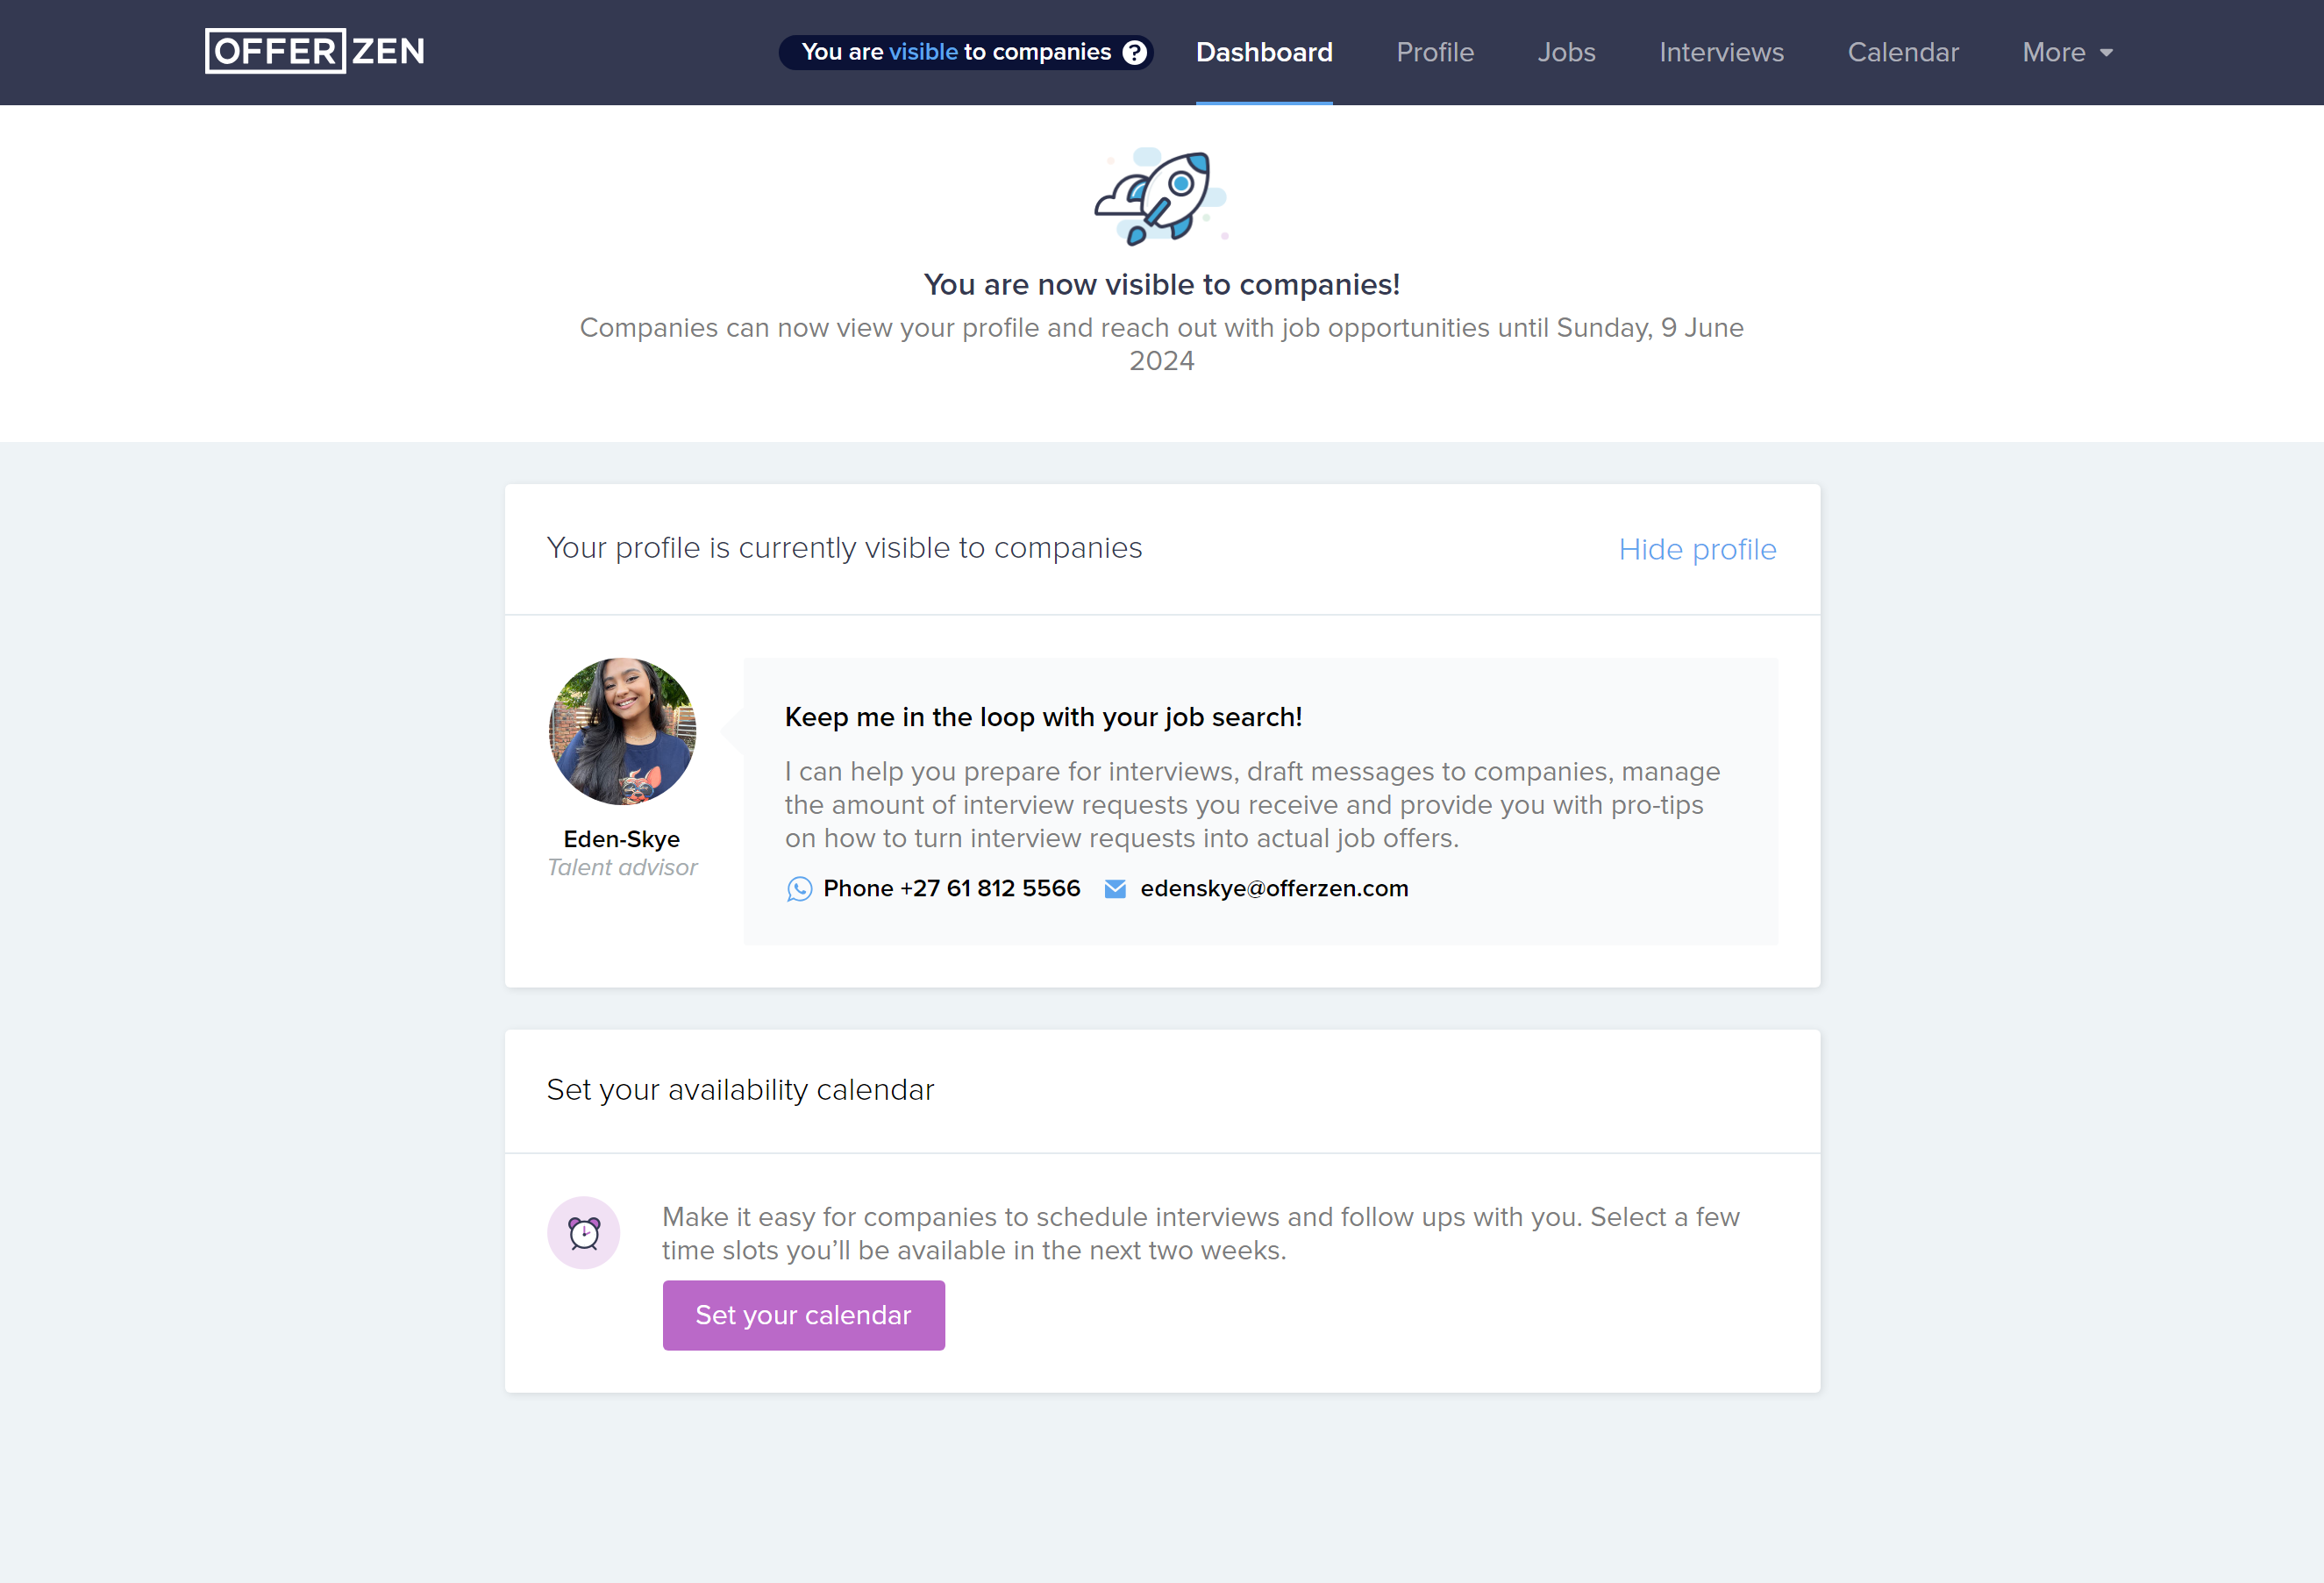 OFFER ZEN
You are visible to companies ?
Dashboard
Profile
Jobs
Interviews
Calendar
More
You are now visible to companies!
Companies can now view your profile and reach out with job opportunities until Sunday, 9 June
2024
Your profile is currently visible to companies
Hide profile
Eden-Skye
Talent advisor
Keep me in the loop with your job search!
I can help you prepare for interviews, draft messages to companies, manage
the amount of interview requests you receive and provide you with pro-tips
on how to turn interview requests into actual job offers.
Phone +27 61 812 5566
edenskye@offerzen.com
Set your availability calendar
Make it easy for companies to schedule interviews and follow ups with you. Select a few
time slots you’ll be available in the next two weeks.
Set your calendar